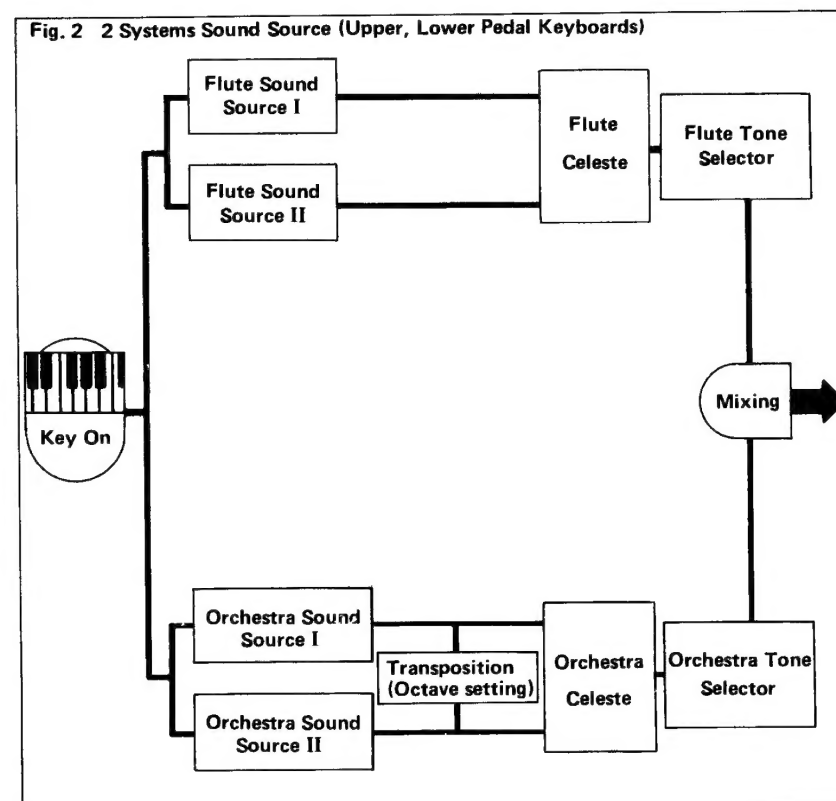 Fig. 2 2 Systems Sound Source (Upper, Lower Pedal Keyboards)
Flute Sound
Source I
Flute Sound
Source II
Flute
Celeste
Flute Tone
Selector
Key On
Mixing
Orchestra Sound
Source I
Transposition
(Octave setting)
Orchestra Sound
Source II
Orchestra
Celeste
Orchestra Tone
Selector